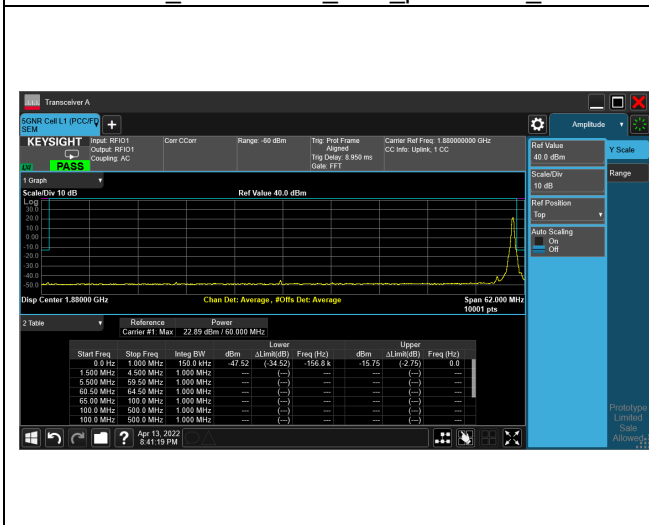 Transceiver A
5GNR Cell L1 (PCC/FD
SEM
KEYSIGHT
LVI
PASS
Input: RFIO1
Output: RFIO1
Coupling: AC
Corr CCorr
Range: -60 dBm
Trig: Prot Frame
Aligned
Trig Delay: 8.950 ms
Gate: FFT
Carrier Ref Freq: 1.880000000 GHz
CC Info: Uplink, 1 CC
1 Graph
Scale/Div 10 dB
Ref Value 40.0 dBm
Log
30.0
20.0
10.0
0.00
-10.0
-20.0
-30.0
-40.0
-50.0
Disp Center 1.88000 GHz
Chan Det: Average , #Offs Det: Average
Span 62.000 MHz
10001 pts
2 Table
Reference Power
Carrier #1: Max 22.89 dBm / 60.000 MHz
Lower Upper
Start Freq Stop Freq Integ BW dBm ΔLimit(dB) Freq (Hz) dBm ΔLimit(dB) Freq (Hz)
0.0 Hz 1.000 MHz 150.0 kHz -47.52 (-34.52) -156.8 k -15.75 (-2.75) 0.0
1.500 MHz 4.500 MHz 1.000 MHz --- (---) --- --- (---) ---
5.500 MHz 59.50 MHz 1.000 MHz --- (---) --- --- (---) ---
60.50 MHz 64.50 MHz 1.000 MHz --- (---) --- --- (---) ---
65.00 MHz 100.0 MHz 1.000 MHz --- (---) --- --- (---) ---
100.0 MHz 500.0 MHz 1.000 MHz --- (---) --- --- (---) ---
100.0 MHz 500.0 MHz 1.000 MHz --- (---) --- --- (---) ---
Apr 13, 2022
8:41:19 PM
?
Amplitude
Ref Value
40.0 dBm
Scale/Div
10 dB
Ref Position
Top
Auto Scaling
On
Off
Y Scale
Range
Prototype
Limited
Sale
Allowed